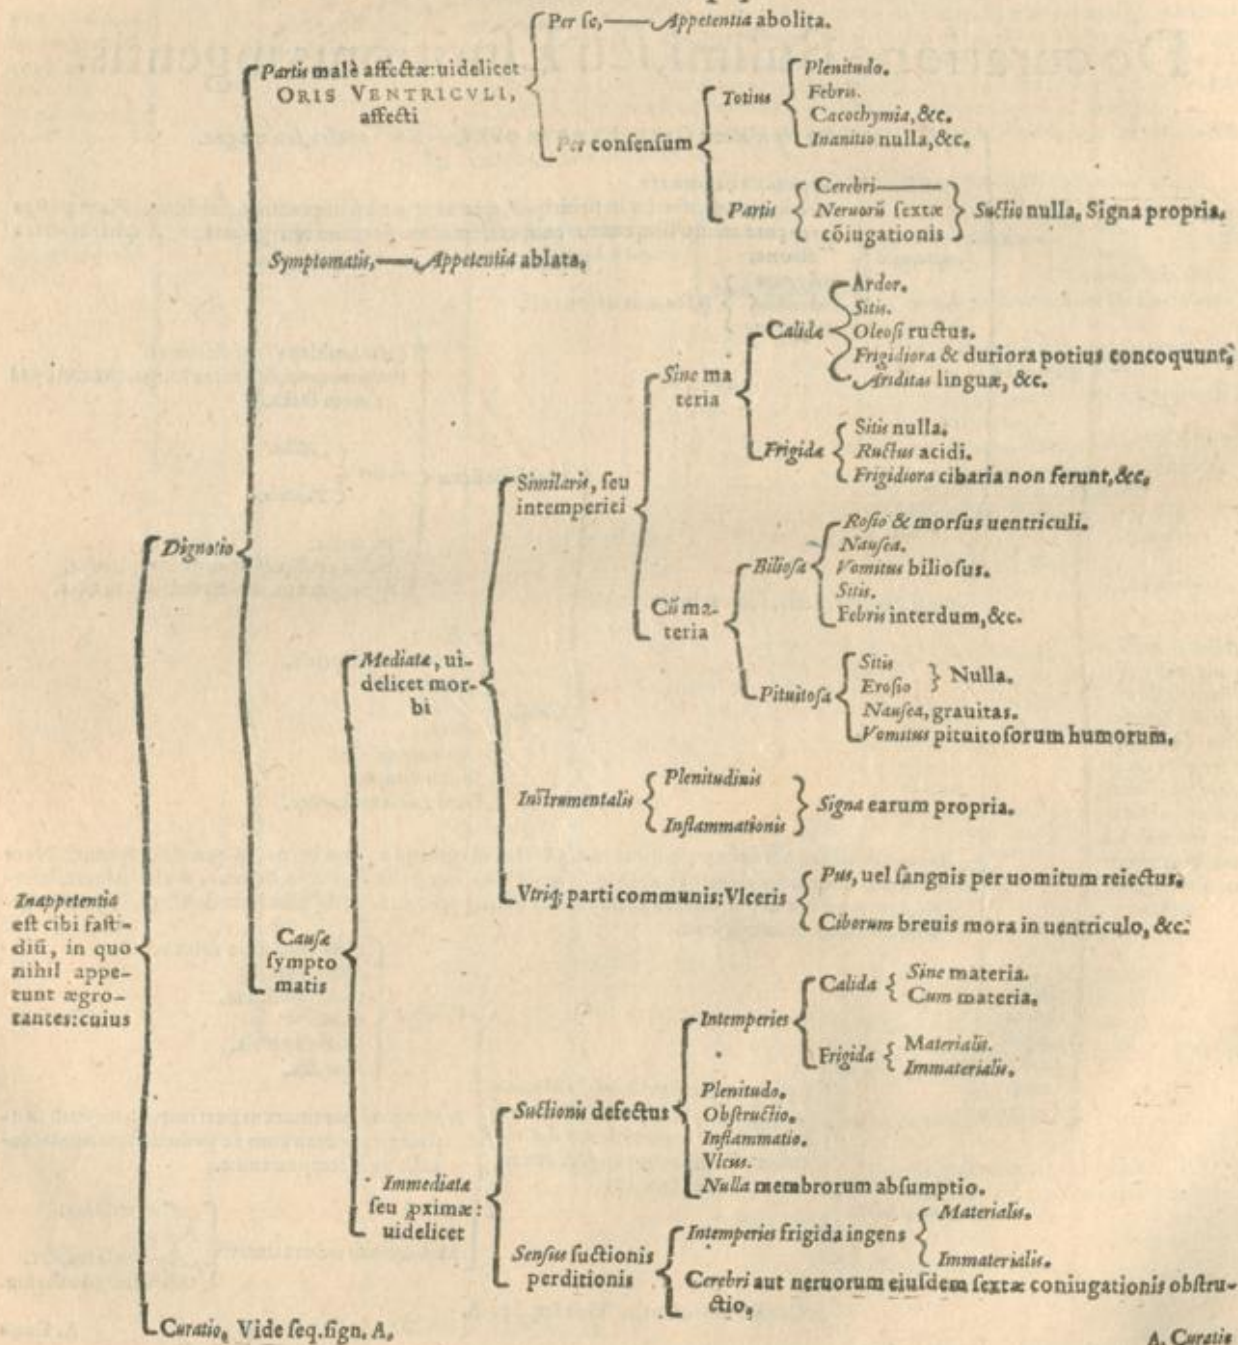 Per ſe,——Appetentia abolita.
Partis malè affectæ: uidelicet
ORIS VENTRICVLI,
affecti
Per conſenſum
Totius
Plenitudo.
Febris.
Cacochymia, &c.
Inanitio nulla, &c.
Partis
Cerebri——
Neruorũ ſextæ
cõiugationis
Suctio nulla. Signa propria.
Symptomatis,——Appetentia ablata.
Dignotio
Cauſæ
ſympto
matis
Mediatæ, ui-
delicet mor-
bi
Similaris, ſeu
intemperiei
Sine ma
teria
Calidæ
Ardor.
Sitis.
Oleoſi ructus.
Frigidiora & duriora potius concoquunt.
Ariditas linguæ, &c.
Frigidæ
Sitis nulla.
Ructus acidi.
Frigidiora cibaria non ferunt, &c.
Cũ ma-
teria
Bilioſa
Roſio & morſus uentriculi.
Nauſea.
Vomitus bilioſus.
Sitis.
Febris interdum, &c.
Pituitoſa
Sitis
Eroſio
Nulla.
Nauſea, grauitas.
Vomitus pituitoſorum humorum.
Inſtrumentalis
Plenitudinis
Inflammationis
Signa earum propria.
Vtriq; parti communis: Vlceris
Pus, uel ſanguis per uomitum reiectus.
Ciborum breuis mora in uentriculo, &c.
Inappetentia
eſt cibi faſt-
diũ, in quo
nihil appe-
tunt ægro-
tantes: cuius
Immediatæ
ſeu ꝓximæ:
uidelicet
Suctionis defectus
Intemperies
Calida
Sine materia.
Cum materia.
Frigida
Materialis.
Immaterialis.
Plenitudo.
Obſtructio.
Inflammatio.
Vlcus.
Nulla membrorum abſumptio.
Senſus ſuctionis
perditionis
Intemperies frigida ingens
Materialis.
Immaterialis.
Cerebri aut neruorum eiuſdem ſextæ coniugationis obſtru-
ctio.
Curatio. Vide ſeq. ſign. A.
A. Curatio